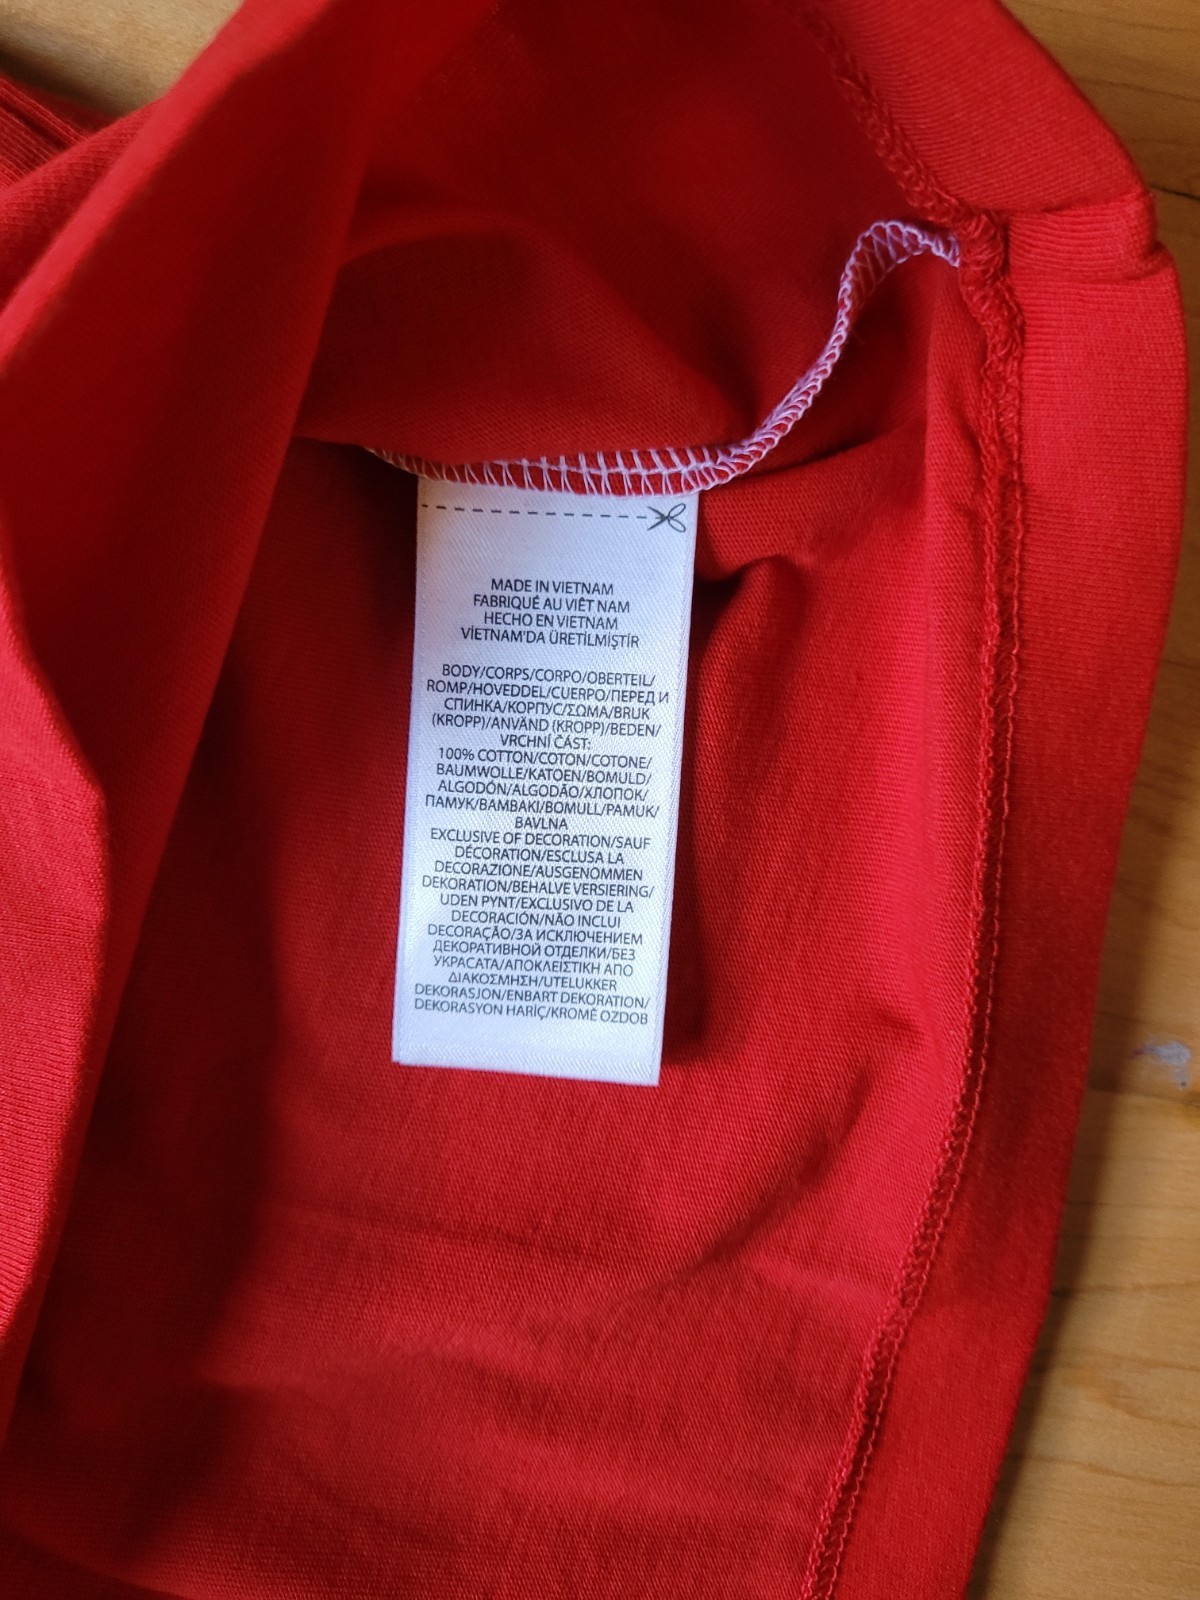 MADE IN VIETNAM
FABRIQUÉ AU VIÊT NAM
HECHO EN VIETNAM
VİETNAM'DA ÜRETİLMİŞTİR
BODY/CORPS/CORPO/OBERTEIL/
ROMP/HOVEDDEL/CUERPO/ПЕРЕД И
СПИНКА/КОРПУС/ΣΩΜΑ/BRUK
(KROPP)/ANVÄND (KROPP)/BEDEN/
VRCHNÍ ČÁST:
100% COTTON/COTON/COTONE/
BAUMWOLLE/KATOEN/BOMULD/
ALGODÓN/ALGODÃO/ХЛОПОК/
ПАМУК/ΒΑΜΒΑΚΙ/BOMULL/PAMUK/
BAVLNA
EXCLUSIVE OF DECORATION/SAUF
DÉCORATION/ESCLUSA LA
DECORAZIONE/AUSGENOMMEN
DEKORATION/BEHALVE VERSIERING/
UDEN PYNT/EXCLUSIVO DE LA
DECORACIÓN/NÃO INCLUI
DECORAÇÃO/ЗА ИСКЛЮЧЕНИЕМ
ДЕКОРАТИВНОЙ ОТДЕЛКИ/БЕЗ
УКРАСАТА/ΑΠΟΚΛΕΙΣΤΙΚΗ ΑΠΟ
ΔΙΑΚΟΣΜΗΣΗ/UTELUKKER
DEKORASJON/ENBART DEKORATION/
DEKORASYON HARİÇ/KROMĚ OZDOB